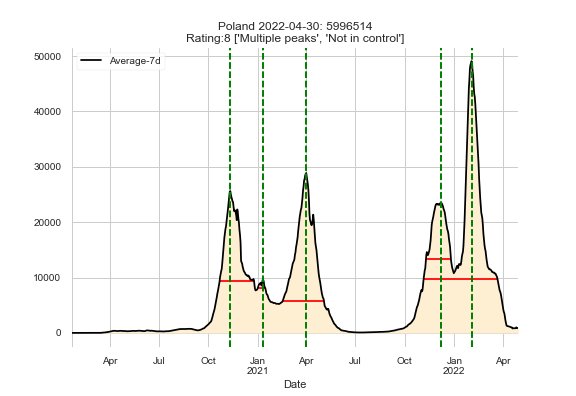 Poland 2022-04-30: 5996514
Rating:8 ['Multiple peaks', 'Not in control']
Average-7d
50000
40000
30000
20000
10000
0
Apr Jul Oct Jan Apr Jul Oct Jan Apr
2021 2022
Date